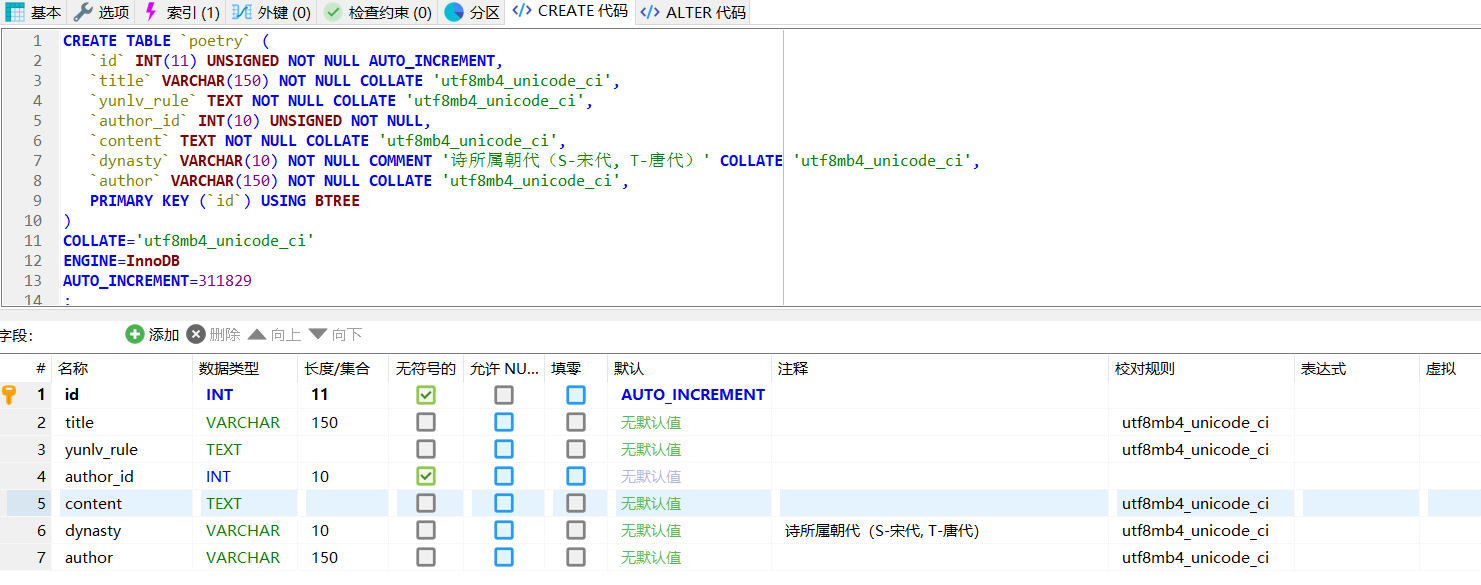 基本 选项 索引 (1) 外键 (0) 检查约束 (0) 分区 </> CREATE 代码 </> ALTER 代码
1 CREATE TABLE `poetry` (
2 `id` INT(11) UNSIGNED NOT NULL AUTO_INCREMENT,
3 `title` VARCHAR(150) NOT NULL COLLATE 'utf8mb4_unicode_ci',
4 `yunlv_rule` TEXT NOT NULL COLLATE 'utf8mb4_unicode_ci',
5 `author_id` INT(10) UNSIGNED NOT NULL,
6 `content` TEXT NOT NULL COLLATE 'utf8mb4_unicode_ci',
7 `dynasty` VARCHAR(10) NOT NULL COMMENT '诗所属朝代（S-宋代, T-唐代）' COLLATE 'utf8mb4_unicode_ci',
8 `author` VARCHAR(150) NOT NULL COLLATE 'utf8mb4_unicode_ci',
9 PRIMARY KEY (`id`) USING BTREE
10 )
11 COLLATE='utf8mb4_unicode_ci'
12 ENGINE=InnoDB
13 AUTO_INCREMENT=311829
14 ;
字段: 添加 删除 向上 向下
# 名称 数据类型 长度/集合 无符号的 允许 NU... 填零 默认 注释 校对规则 表达式 虚拟
1 id INT 11 AUTO_INCREMENT
2 title VARCHAR 150 无默认值 utf8mb4_unicode_ci
3 yunlv_rule TEXT 无默认值 utf8mb4_unicode_ci
4 author_id INT 10 无默认值
5 content TEXT 无默认值 utf8mb4_unicode_ci
6 dynasty VARCHAR 10 无默认值 诗所属朝代（S-宋代, T-唐代） utf8mb4_unicode_ci
7 author VARCHAR 150 无默认值 utf8mb4_unicode_ci